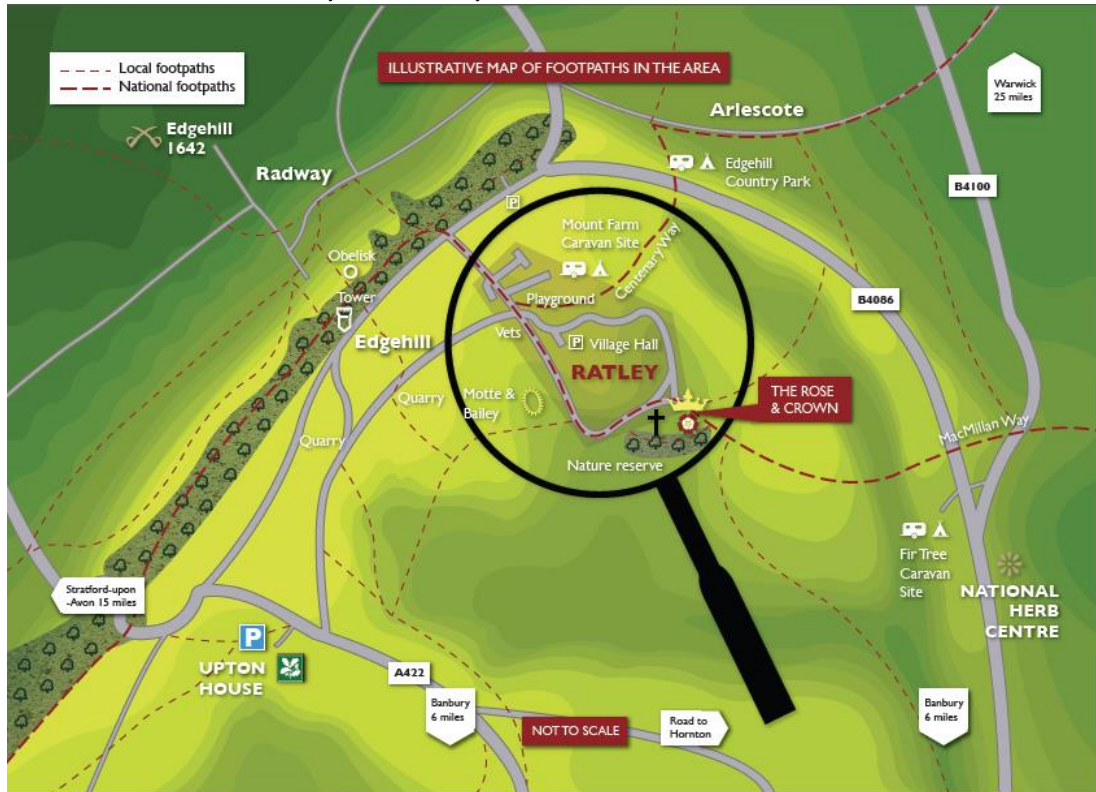 Local footpaths
National footpaths
ILLUSTRATIVE MAP OF FOOTPATHS IN THE AREA
Warwick
25 miles
Edgehill
1642
Arlescote
Radway
Edgehill
Country Park
B4100
P
Mount Farm
Caravan Site
Centenary Way
Obelisk
Tower
Playground
B4086
Edgehill
Vets
P Village Hall
RATLEY
THE ROSE
& CROWN
Quarry
Motte &
Bailey
Quarry
MacMillan Way
Nature reserve
Fir Tree
Caravan
Site
NATIONAL
HERB
CENTRE
Stratford-upon
-Avon 15 miles
P
UPTON
HOUSE
A422
Banbury
6 miles
NOT TO SCALE
Road to
Hornton
Banbury
6 miles